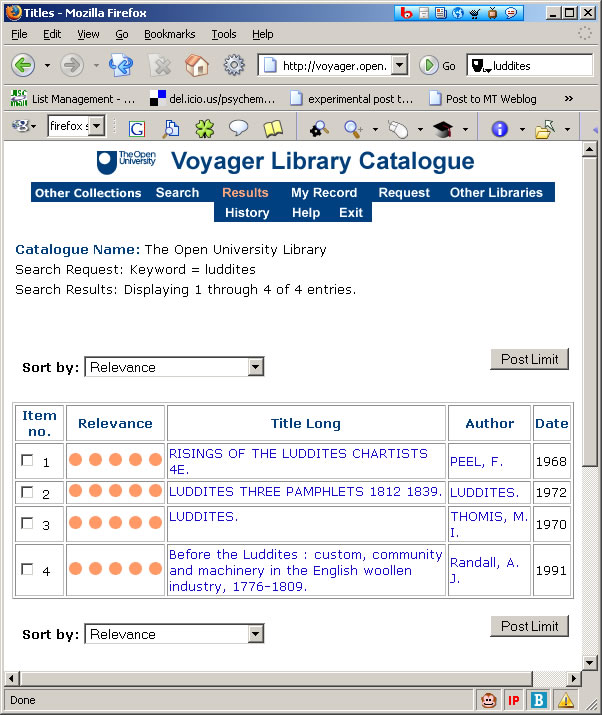 Titles - Mozilla Firefox
File Edit View Go Bookmarks Tools Help
http://voyager.open. Go luddites
List Management - ... del.icio.us/psychem... experimental post t... Post to MT Weblog »
firefox s
The Open University Voyager Library Catalogue
Other Collections Search Results My Record Request Other Libraries
History Help Exit
Catalogue Name: The Open University Library
Search Request: Keyword = luddites
Search Results: Displaying 1 through 4 of 4 entries.
Sort by: Relevance Post Limit
Item no. Relevance Title Long Author Date
1 RISINGS OF THE LUDDITES CHARTISTS 4E. PEEL, F. 1968
2 LUDDITES THREE PAMPHLETS 1812 1839. LUDDITES. 1972
3 LUDDITES. THOMIS, M. I. 1970
4 Before the Luddites : custom, community and machinery in the English woollen industry, 1776-1809. Randall, A. J. 1991
Sort by: Relevance Post Limit
Done IP B